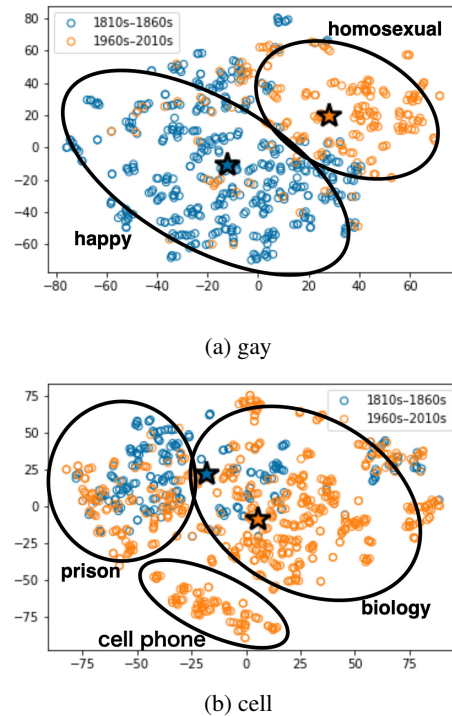 homosexual
1810s–1860s
1960s–2010s
80
60
40
20
0
−20
−40
−60
happy
−80 −60 −40 −20 0 20 40 60
(a) gay
1810s–1860s
1960s–2010s
75
50
25
0
−25
−50
−75
prison
biology
cell phone
−75 −50 −25 0 25 50 75
(b) cell